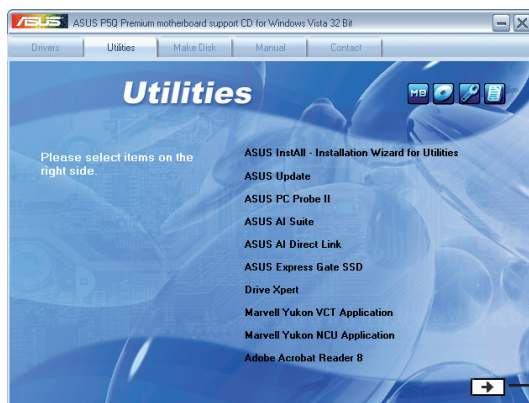 ASUS ASUS P5Q Premium motherboard support CD for Windows Vista 32 Bit
Drivers Utilities Make Disk Manual Contact
Utilities
MB
Please select items on the
right side.
ASUS InstAll - Installation Wizard for Utilities
ASUS Update
ASUS PC Probe II
ASUS AI Suite
ASUS AI Direct Link
ASUS Express Gate SSD
Drive Xpert
Marvell Yukon VCT Application
Marvell Yukon NCU Application
Adobe Acrobat Reader 8